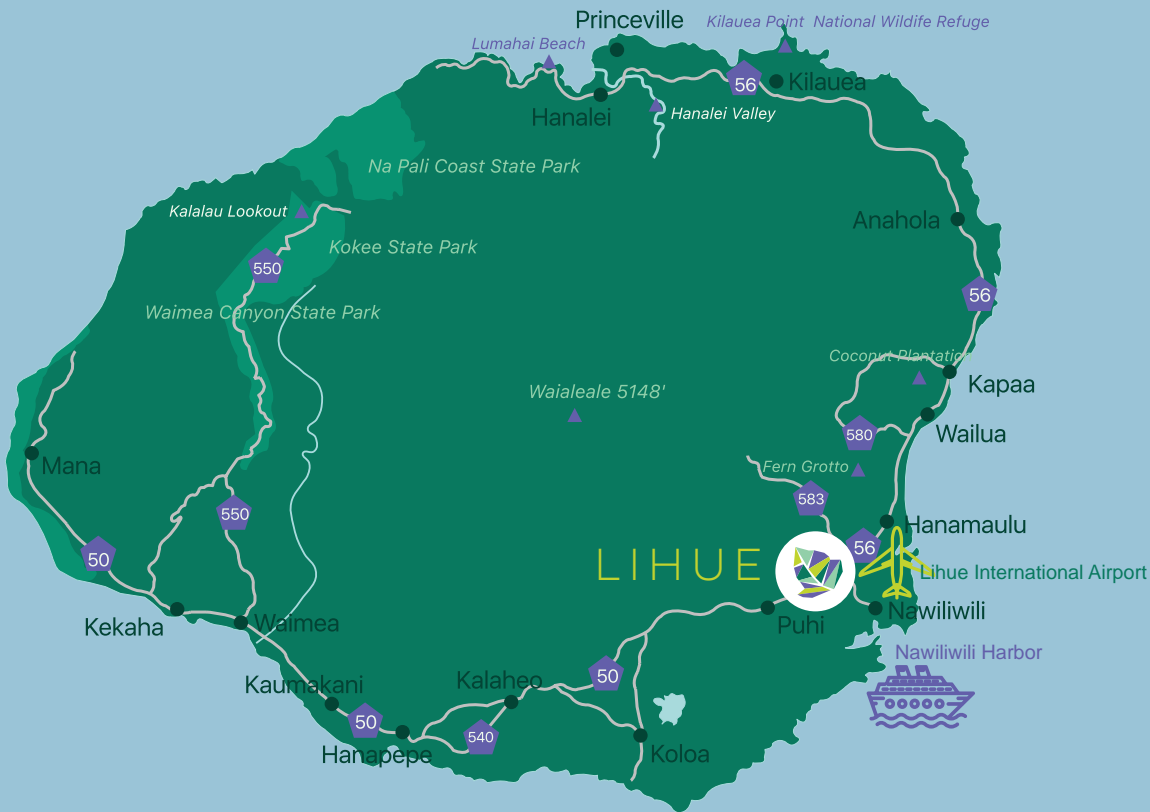 Princeville
Kilauea Point National Wildlife Refuge
Lumahai Beach
56
Kilauea
Hanalei
Hanalei Valley
Na Pali Coast State Park
Kalalau Lookout
Anahola
Kokee State Park
550
56
Waimea Canyon State Park
Coconut Plantation
Kapaa
Waialeale 5148'
580
Wailua
Mana
Fern Grotto
583
550
Hanamaulu
50
56
LIHUE
Lihue International Airport
Kekaha
Waimea
Puhi
Nawiliwili
Nawiliwili Harbor
Kaumakani
Kalaheo
50
50
540
Hanapepe
Koloa